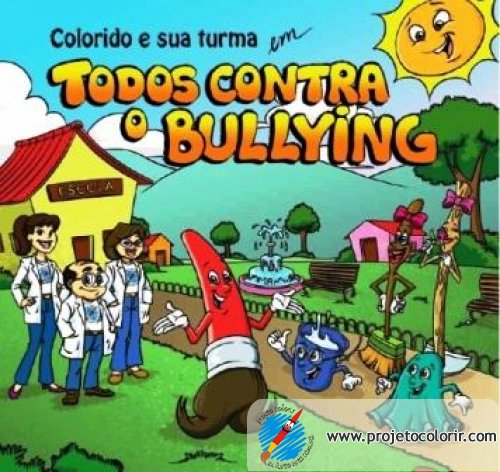 Colorido e sua turma em
TODOS CONTRA
O BULLYING
ESCOLA
www.projetocolorir.com